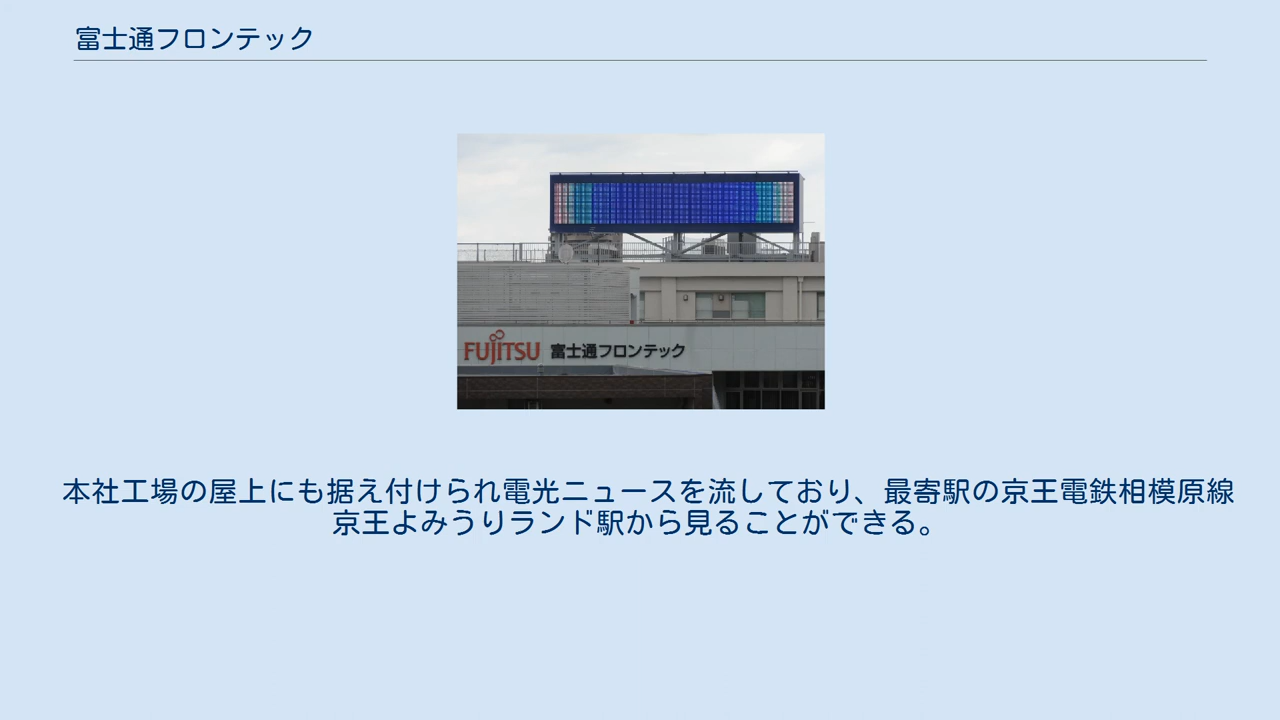 富士通フロンテック
FUJITSU 富士通フロンテック
本社工場の屋上にも据え付けられ電光ニュースを流しており、最寄駅の京王電鉄相模原線
京王よみうりランド駅から見ることができる。